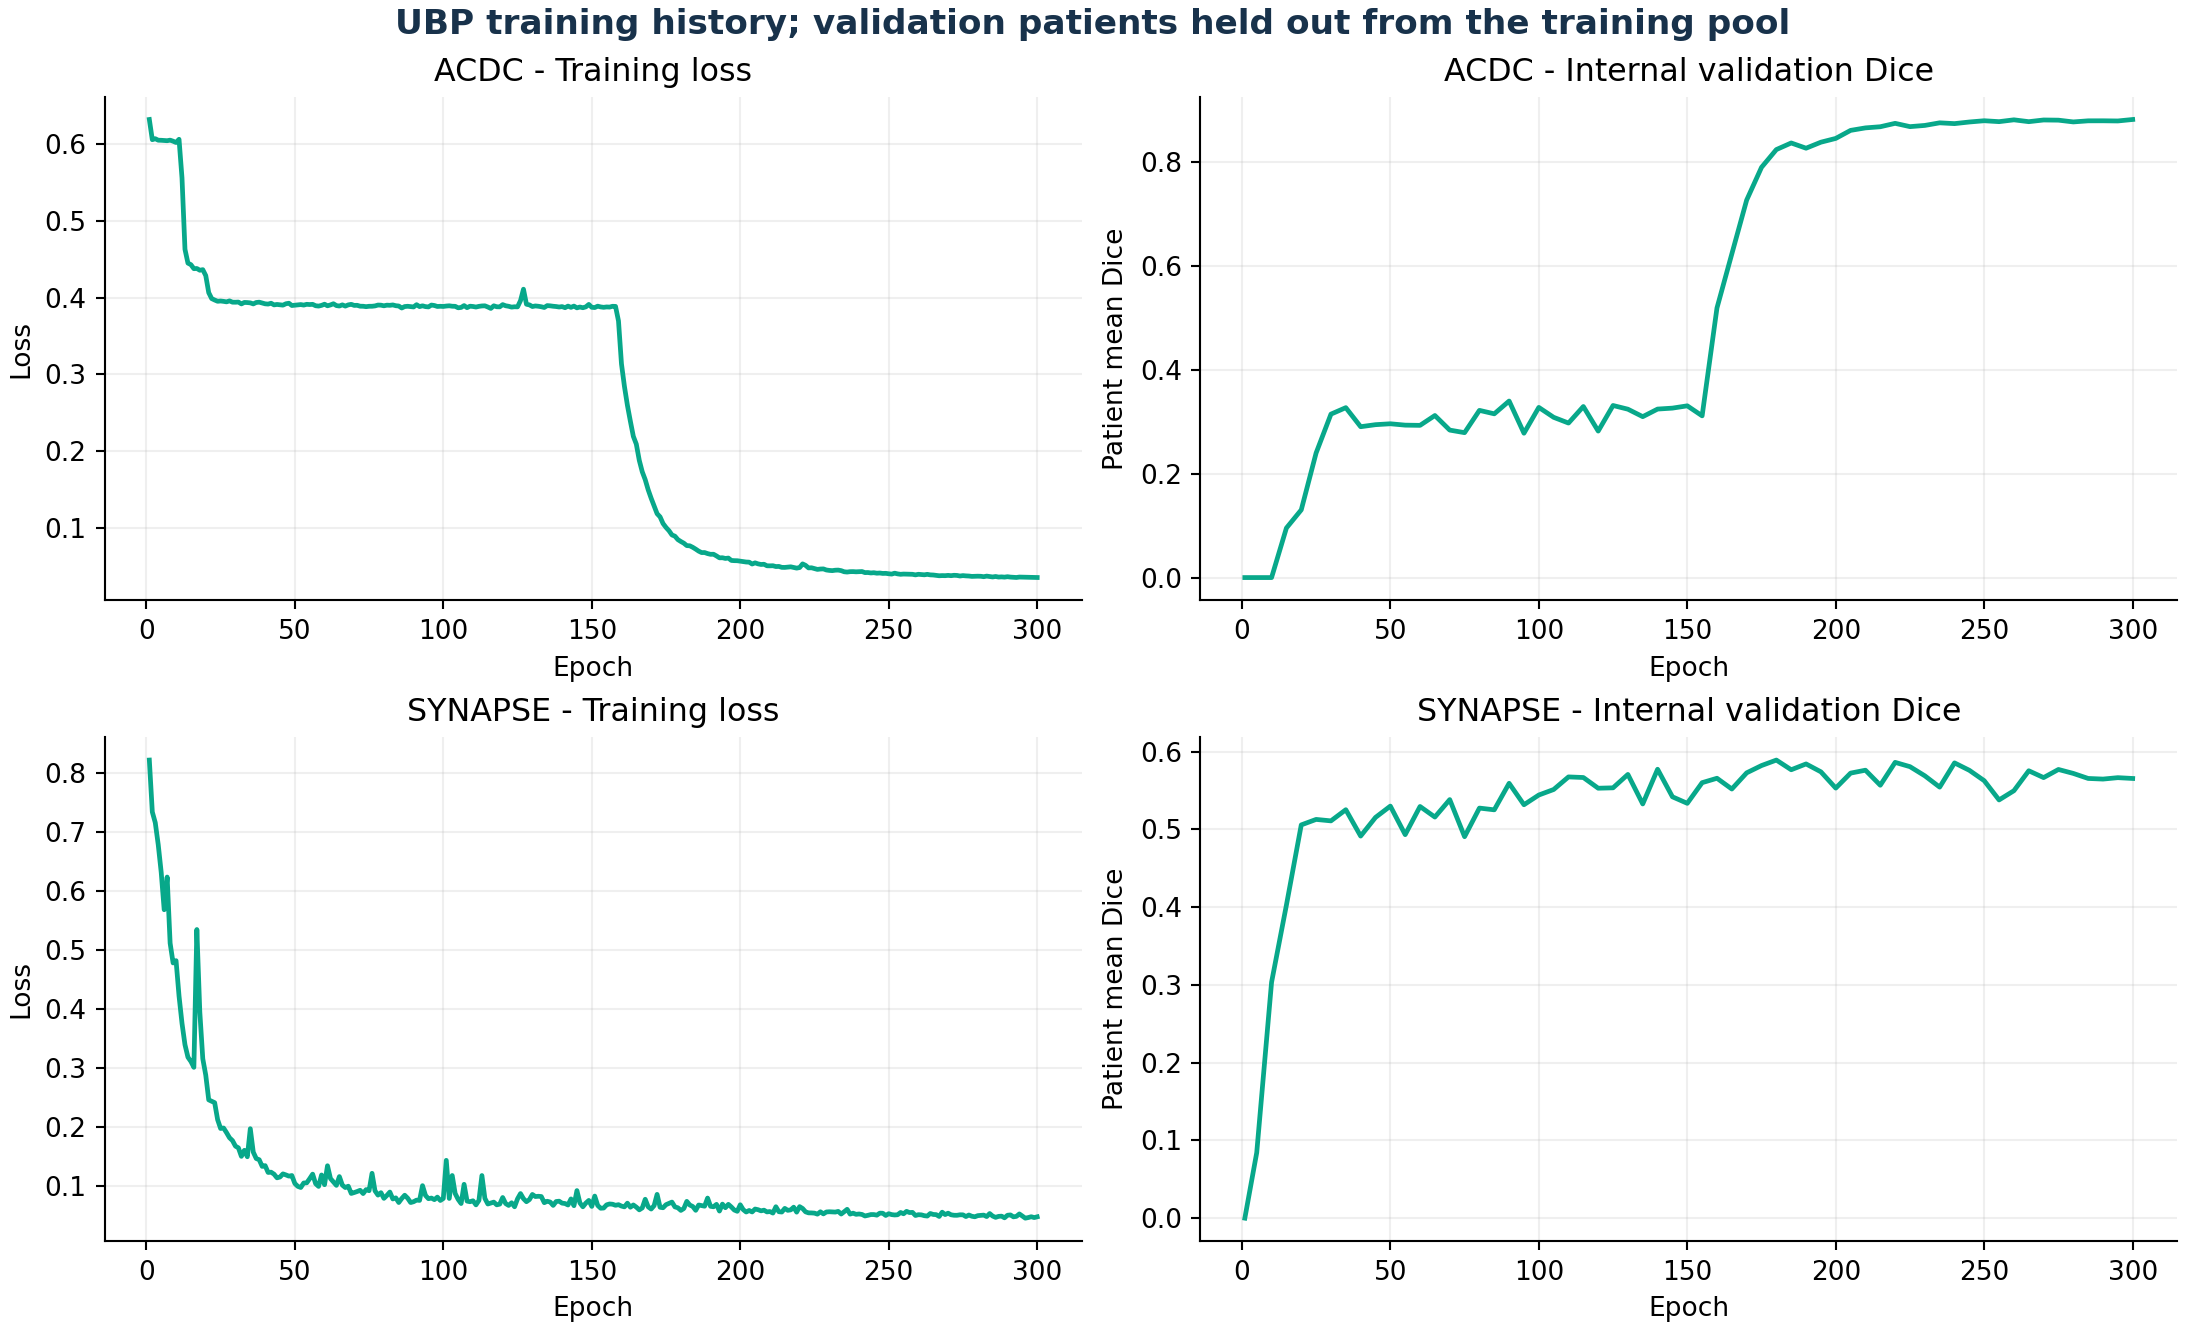 UBP training history; validation patients held out from the training pool
ACDC - Training loss
Loss
0.6
0.5
0.4
0.3
0.2
0.1
0 50 100 150 200 250 300
Epoch
ACDC - Internal validation Dice
Patient mean Dice
0.8
0.6
0.4
0.2
0.0
0 50 100 150 200 250 300
Epoch
SYNAPSE - Training loss
Loss
0.8
0.7
0.6
0.5
0.4
0.3
0.2
0.1
0 50 100 150 200 250 300
Epoch
SYNAPSE - Internal validation Dice
Patient mean Dice
0.6
0.5
0.4
0.3
0.2
0.1
0.0
0 50 100 150 200 250 300
Epoch